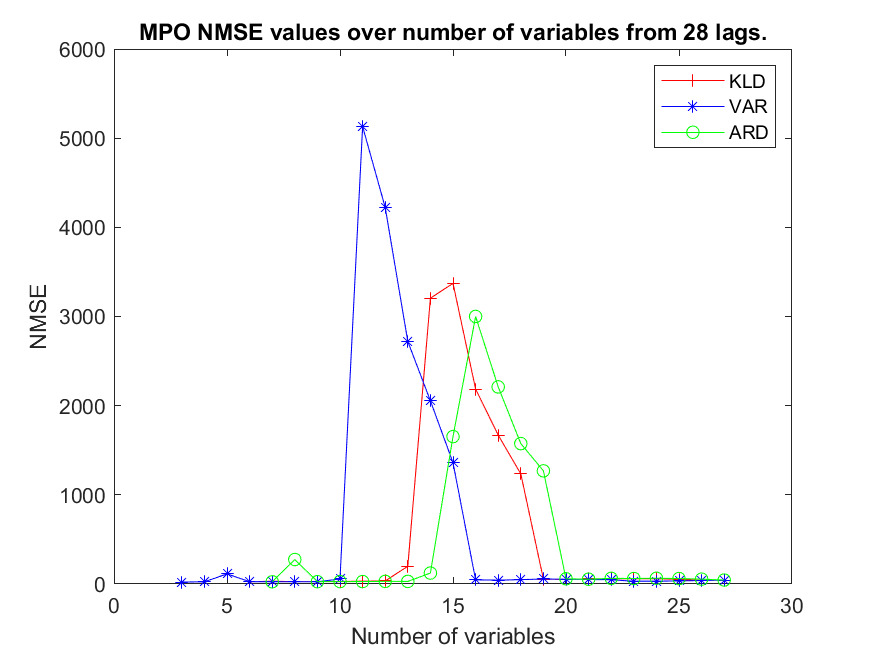 MPO NMSE values over number of variables from 28 lags.
6000
5000
4000
3000
2000
1000
0
NMSE
KLD
VAR
ARD
0 5 10 15 20 25 30
Number of variables